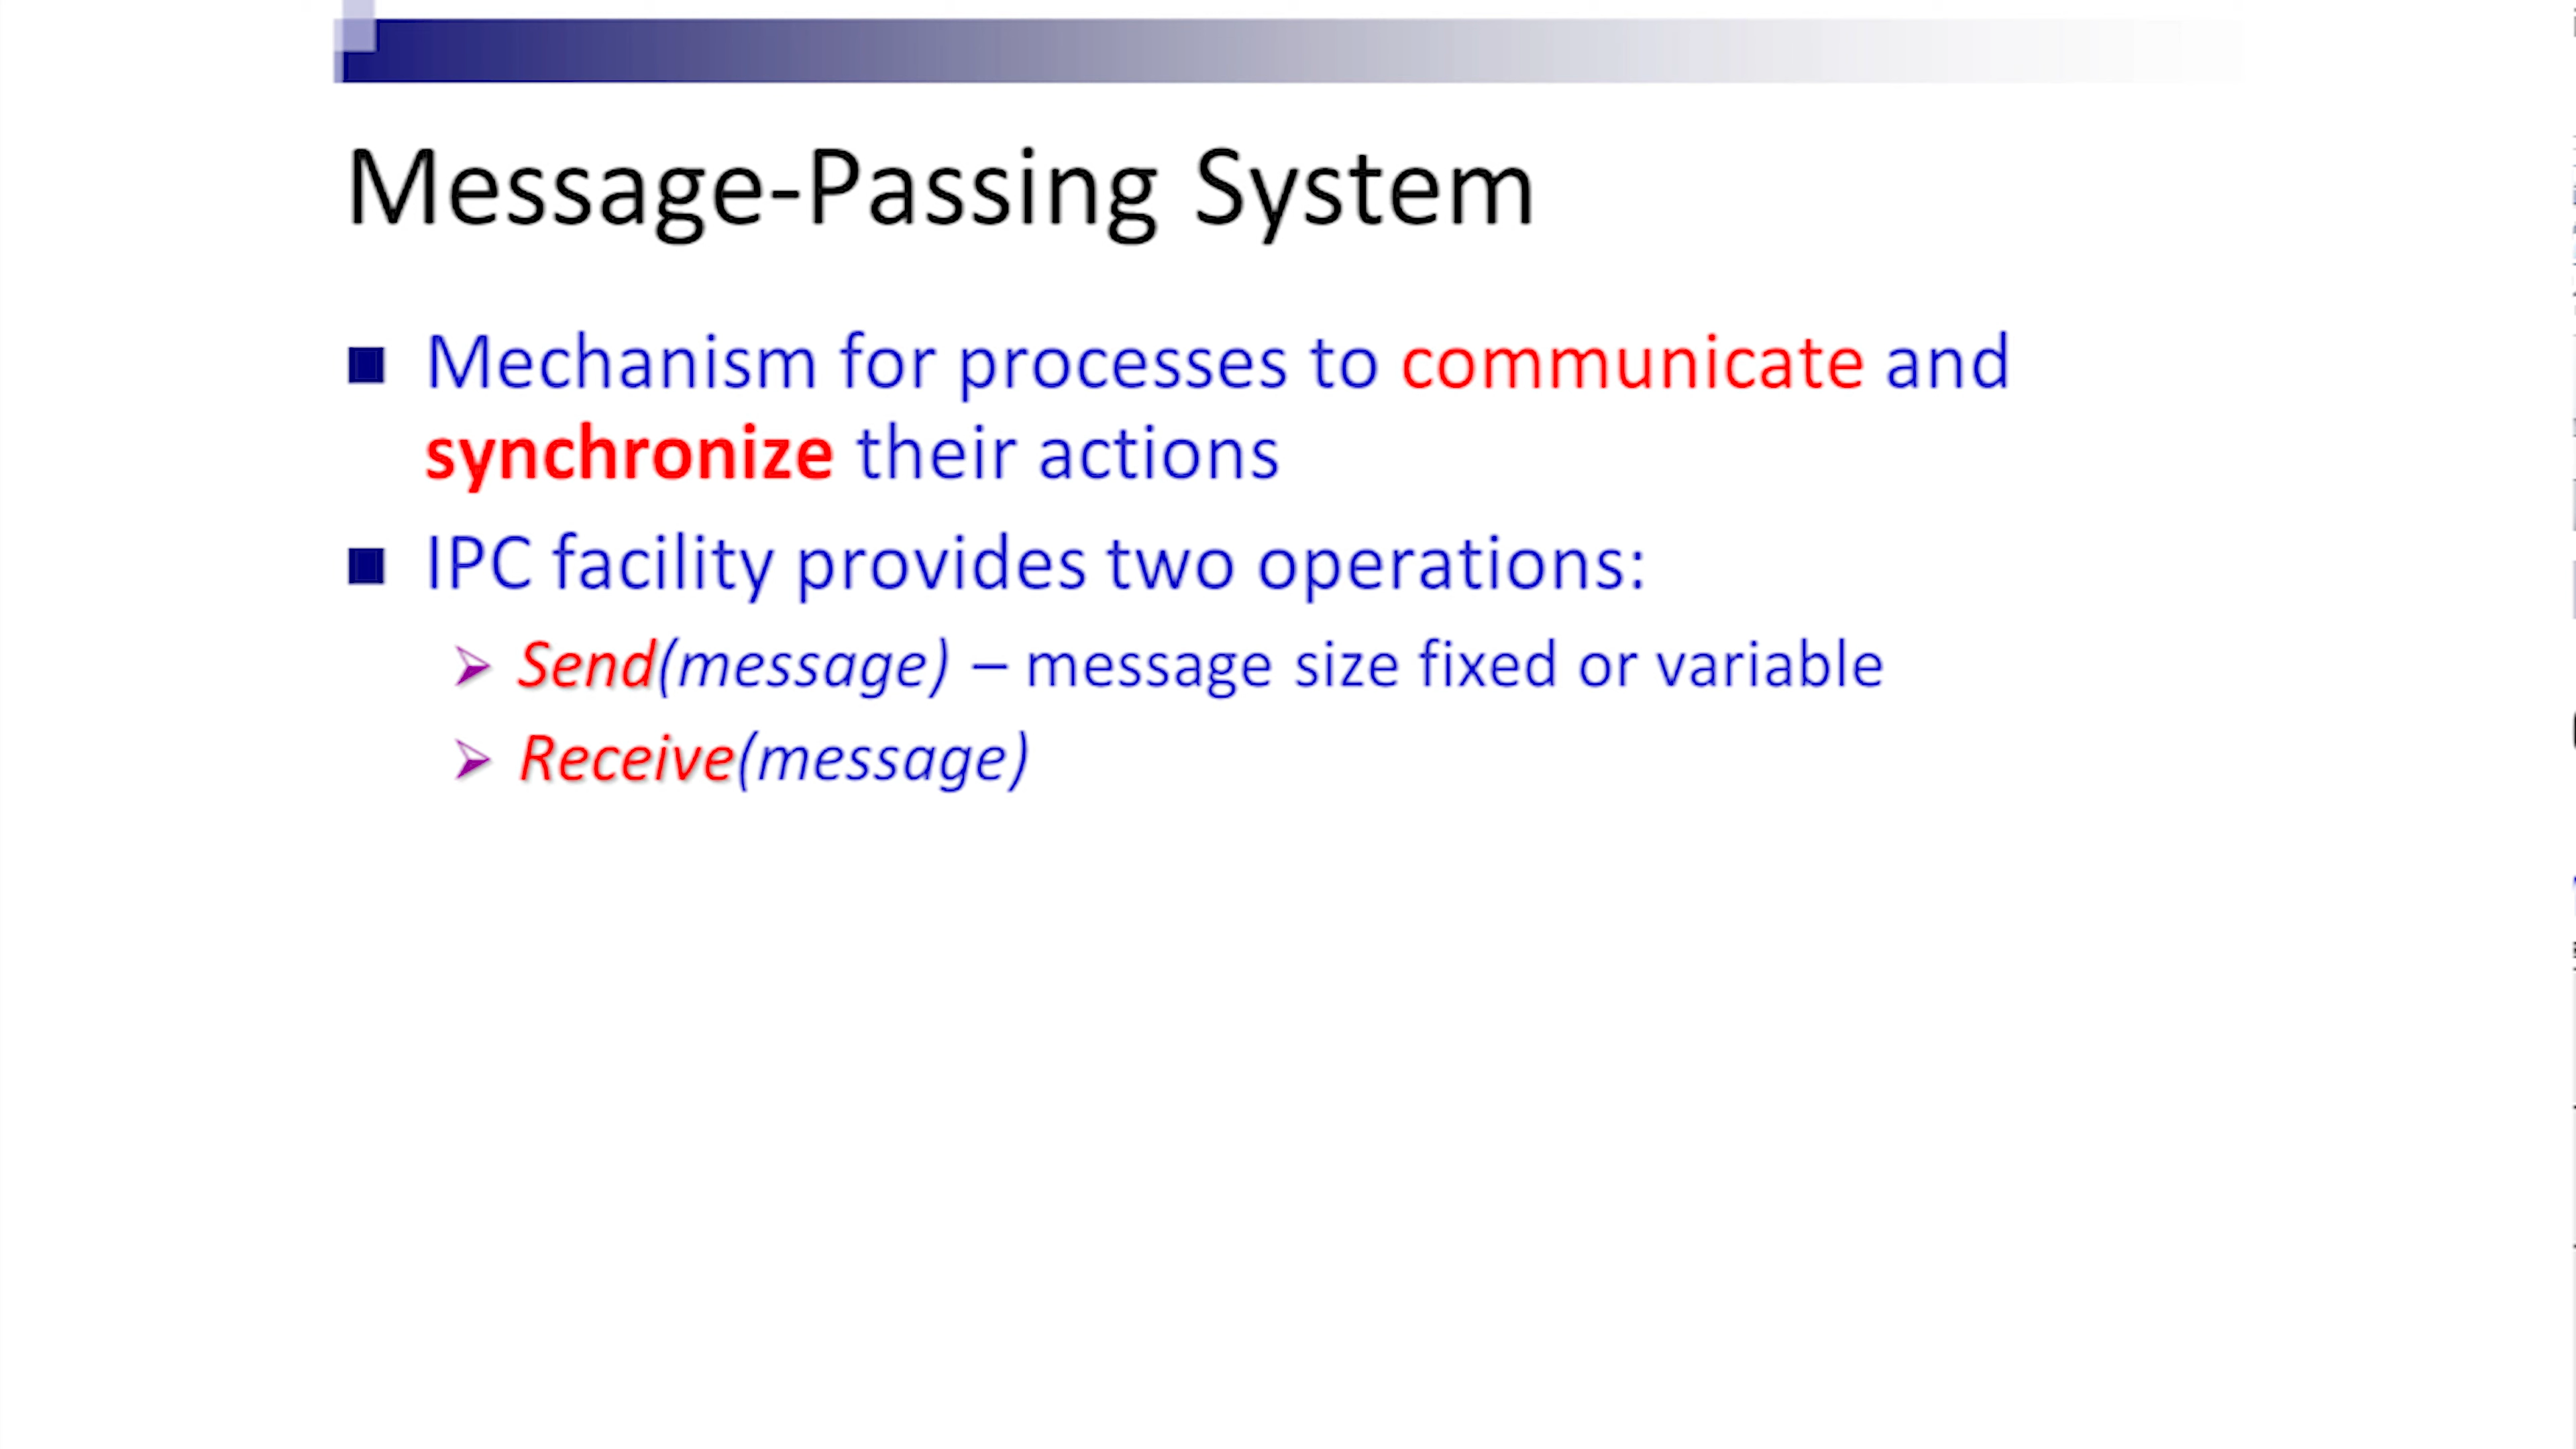 Message-Passing System
Mechanism for processes to communicate and
synchronize their actions
IPC facility provides two operations:
Send(message) – message size fixed or variable
Receive(message)